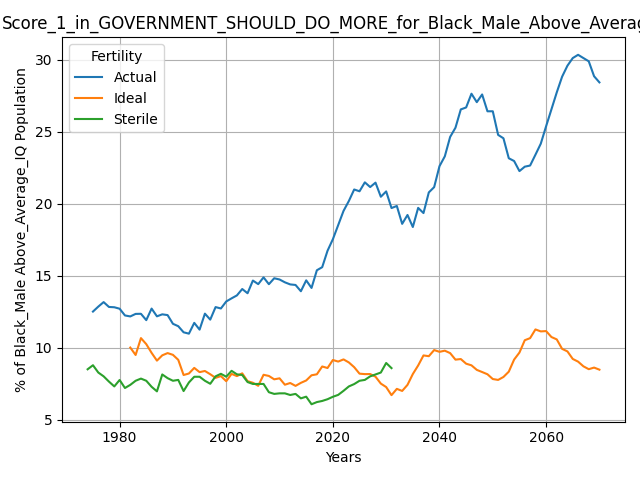 Score_1_in_GOVERNMENT_SHOULD_DO_MORE_for_Black_Male_Above_Averag
Fertility
Actual
Ideal
Sterile
% of Black_Male Above_Average_IQ Population
30
25
20
15
10
5
1980 2000 2020 2040 2060
Years